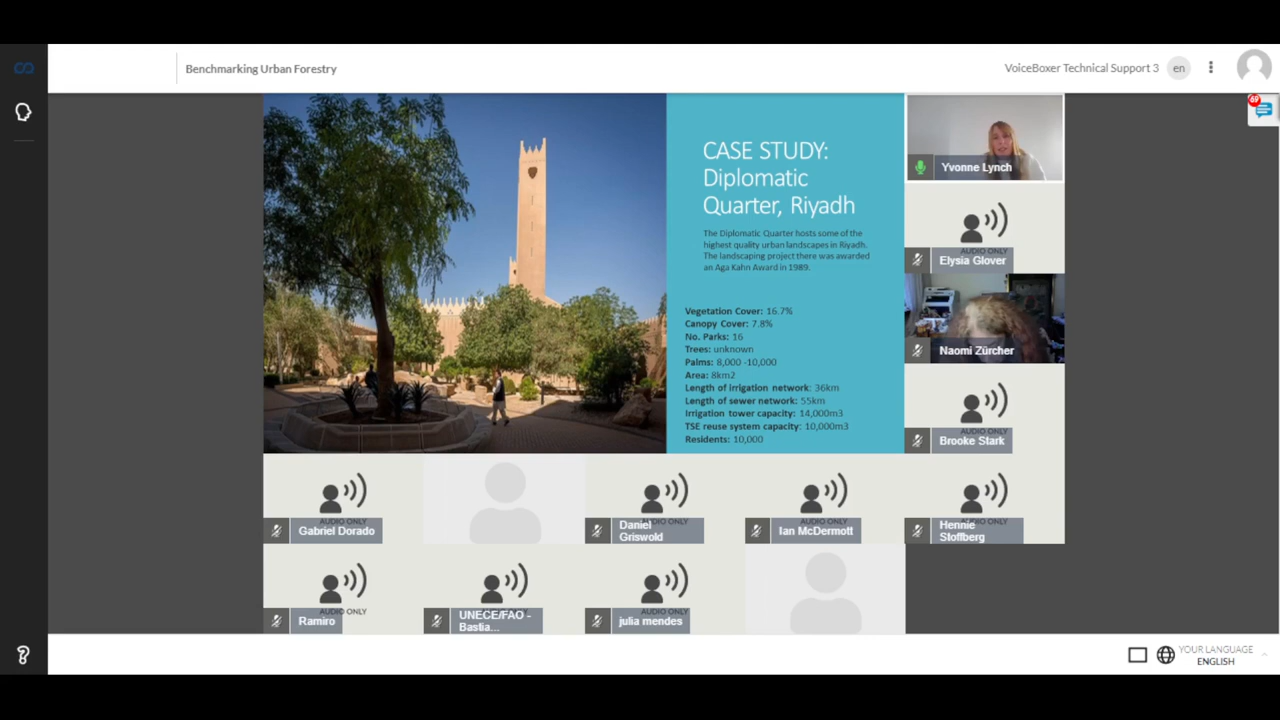 Benchmarking Urban Forestry
VoiceBoxer Technical Support 3
en
69
CASE STUDY:
Diplomatic
Quarter, Riyadh
The Diplomatic Quarter hosts some of the
highest quality urban landscapes in Riyadh.
The landscaping project there was awarded
an Aga Kahn Award in 1989.
Vegetation Cover: 16.7%
Canopy Cover: 7.8%
No. Parks: 16
Trees: unknown
Palms: 8,000 -10,000
Area: 8km2
Length of irrigation network: 36km
Length of sewer network: 55km
Irrigation tower capacity: 14,000m3
TSE reuse system capacity: 10,000m3
Residents: 10,000
Yvonne Lynch
AUDIO ONLY
Elysia Glover
Naomi Zürcher
AUDIO ONLY
Brooke Stark
AUDIO ONLY
Gabriel Dorado
AUDIO ONLY
Daniel
Griswold
AUDIO ONLY
Ian McDermott
AUDIO ONLY
Hennie
Stoffberg
AUDIO ONLY
Ramiro
UNECE/FAO -
Bastia...
AUDIO ONLY
julia mendes
?
YOUR LANGUAGE
ENGLISH